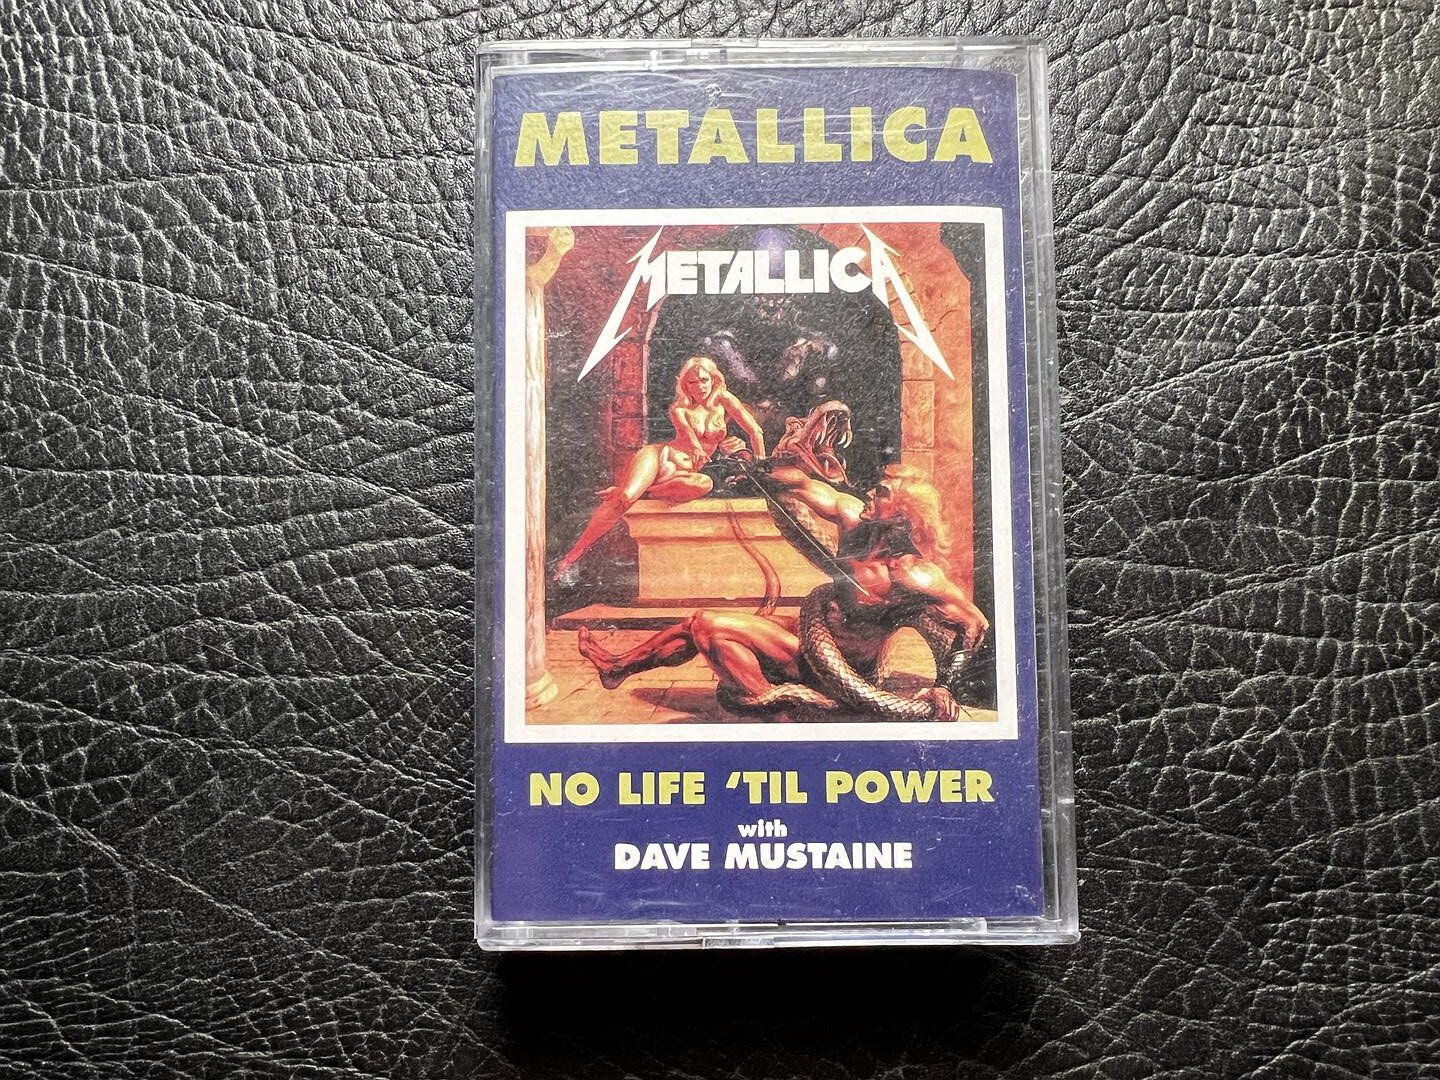 METALLICA
METALLICA
NO LIFE ‘TIL POWER
with
DAVE MUSTAINE